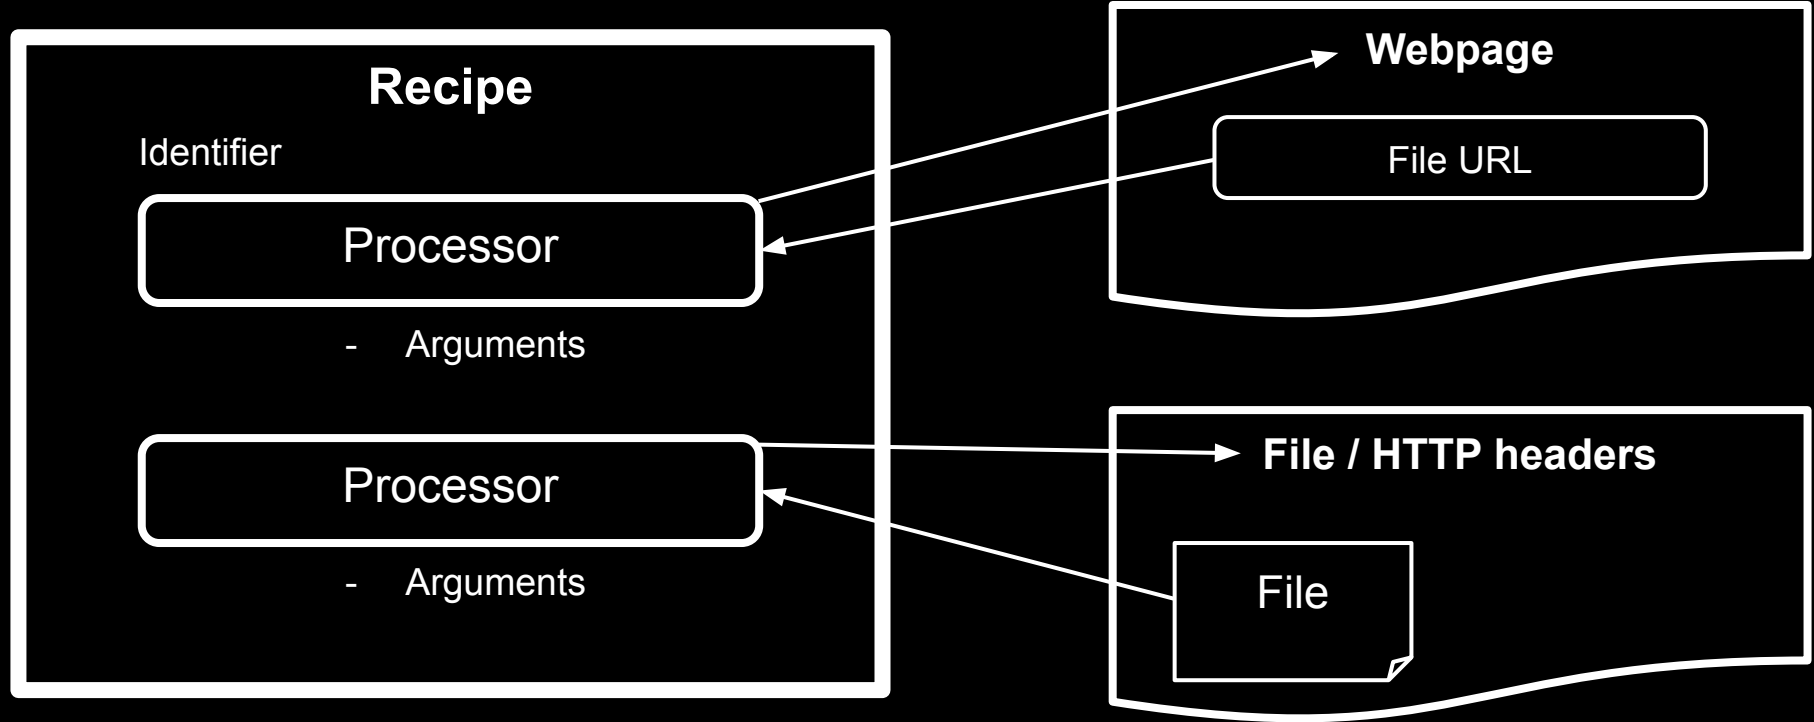 Recipe
Identifier
Processor
- Arguments
Processor
- Arguments
Webpage
File URL
File / HTTP headers
File